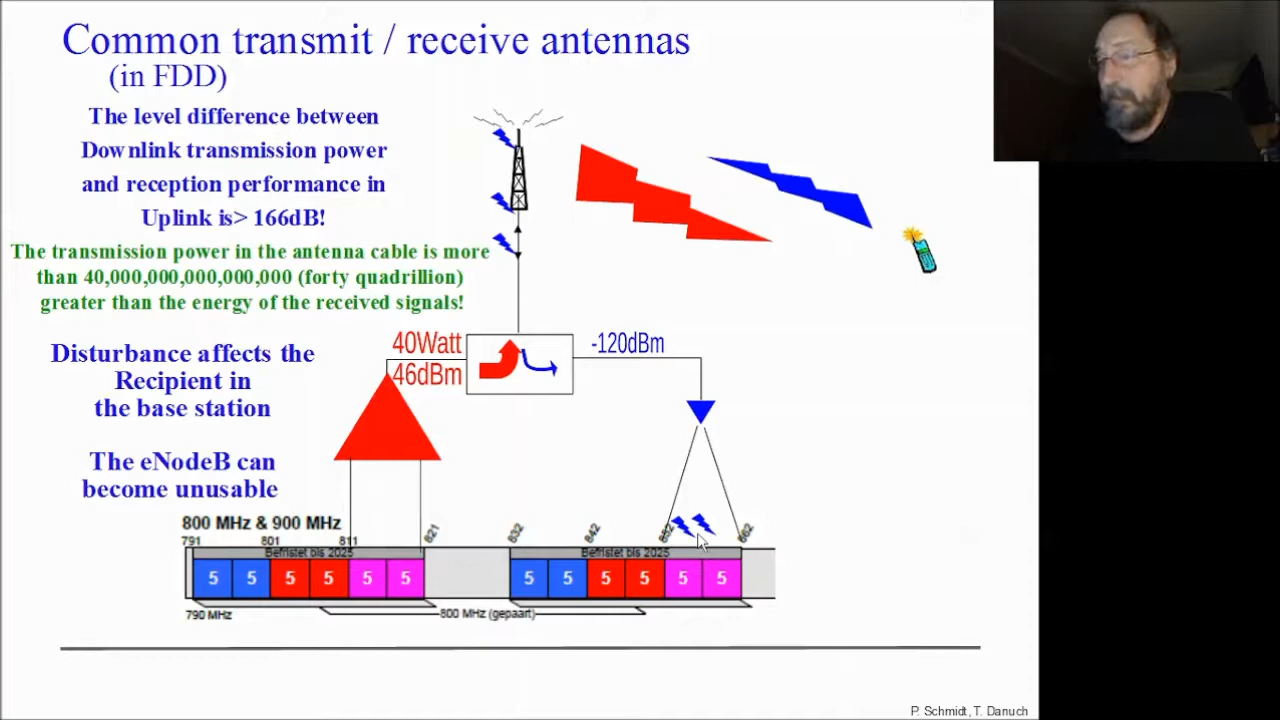 Common transmit / receive antennas
(in FDD)
The level difference between
Downlink transmission power
and reception performance in
Uplink is> 166dB!
The transmission power in the antenna cable is more
than 40,000,000,000,000,000 (forty quadrillion)
greater than the energy of the received signals!
40Watt
46dBm
-120dBm
Disturbance affects the
Recipient in
the base station
The eNodeB can
become unusable
800 MHz & 900 MHz
791 801 811 821 832 842 852 862
Befristet bis 2025 Befristet bis 2025
5 5 5 5 5 5 5 5 5 5 5 5
790 MHz 800 MHz (gepaart)
P. Schmidt, T. Danuch